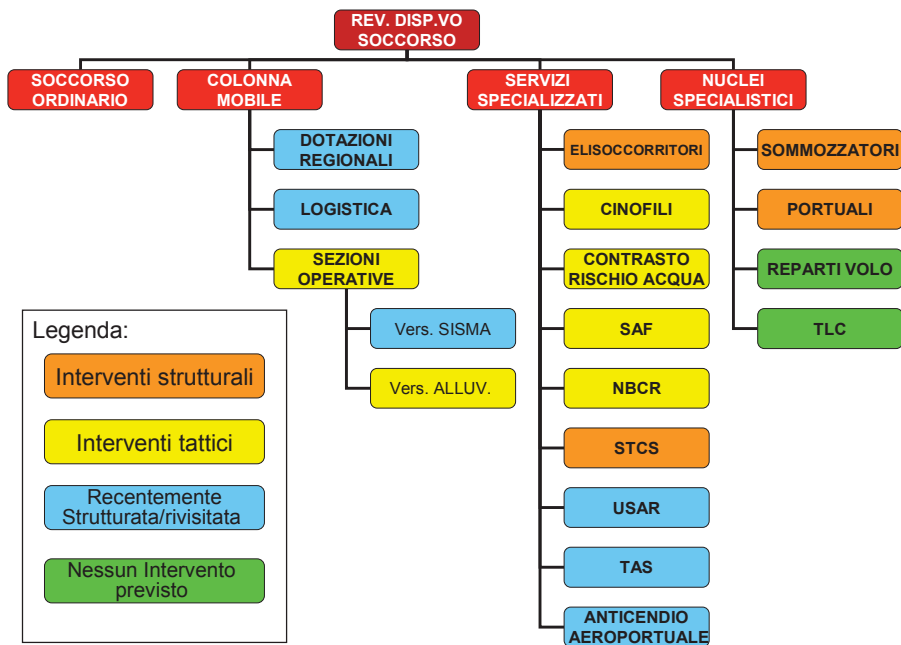 REV. DISP.VO
SOCCORSO
SOCCORSO
ORDINARIO
COLONNA
MOBILE
DOTAZIONI
REGIONALI
LOGISTICA
SEZIONI
OPERATIVE
Vers. SISMA
Vers. ALLUV.
SERVIZI
SPECIALIZZATI
ELISOCCORRITORI
CINOFILI
CONTRASTO
RISCHIO ACQUA
SAF
NBCR
STCS
USAR
TAS
ANTICENDIO
AEROPORTUALE
NUCLEI
SPECIALISTICI
SOMMOZZATORI
PORTUALI
REPARTI VOLO
TLC
Legenda:
Interventi strutturali
Interventi tattici
Recentemente
Strutturata/rivisitata
Nessun Intervento
previsto